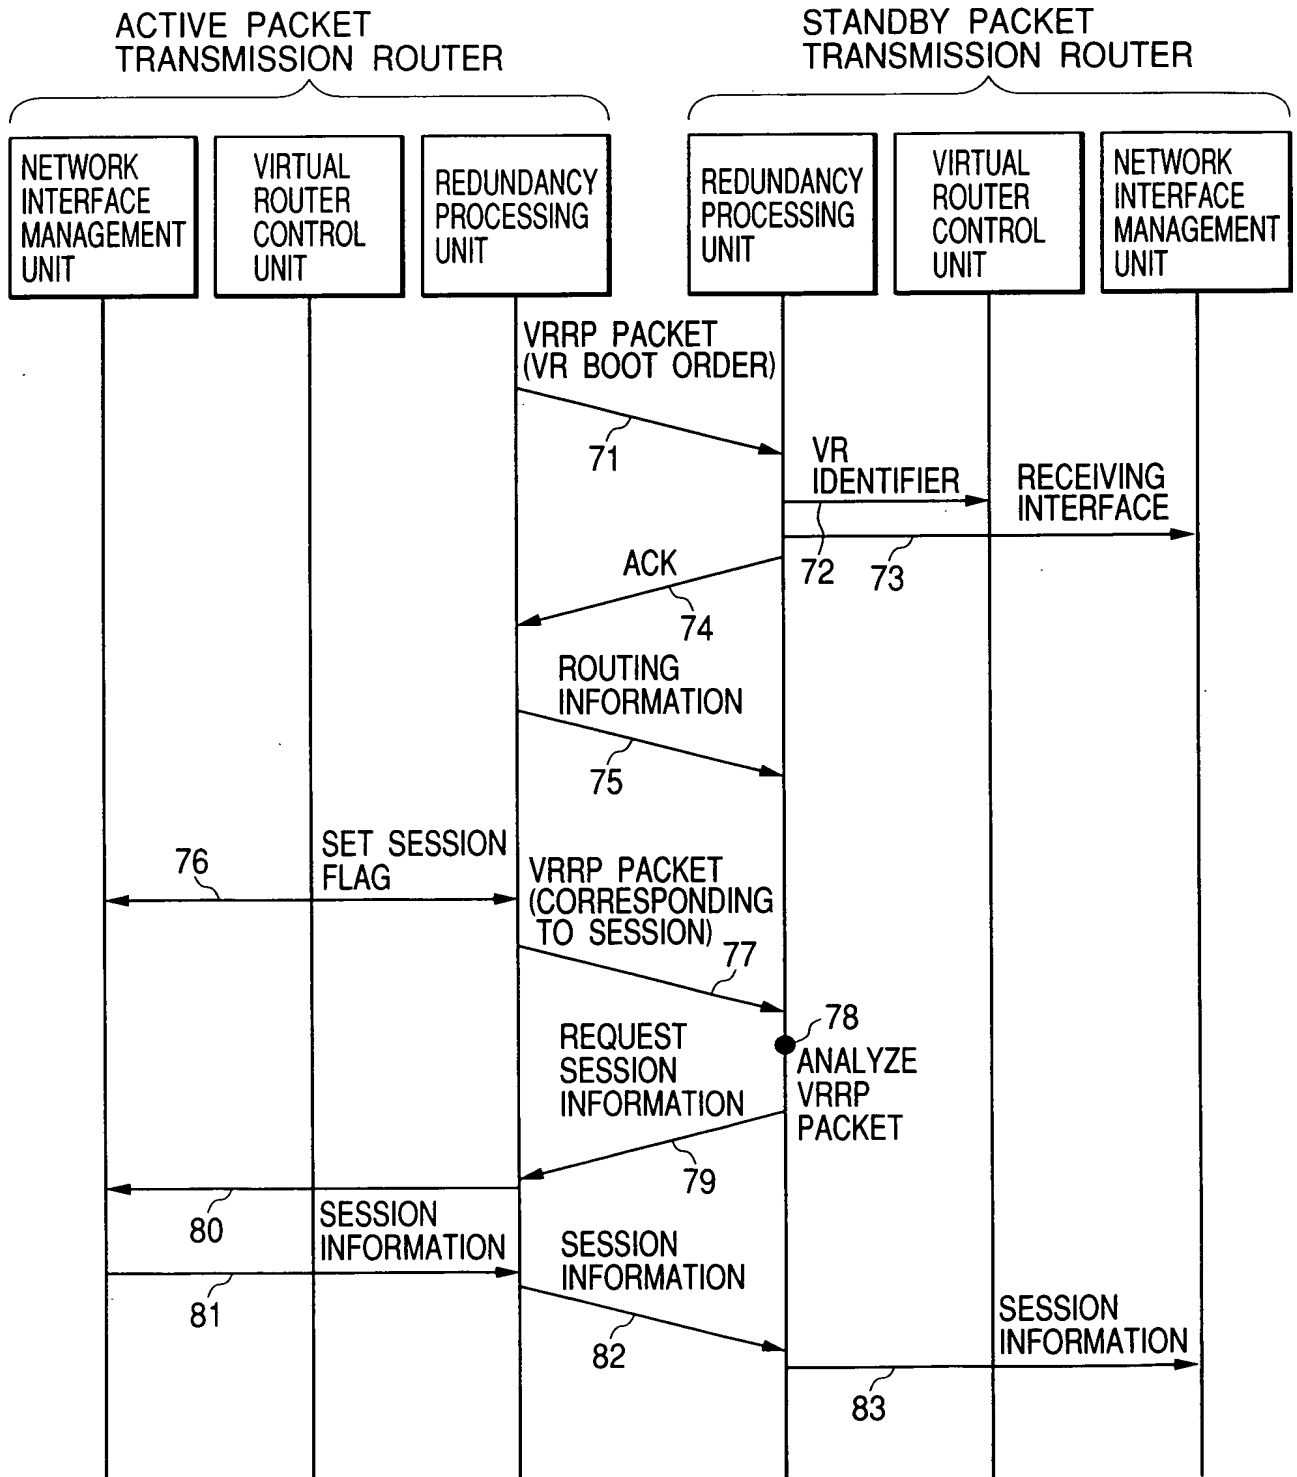 ACTIVE PACKET
TRANSMISSION ROUTER
STANDBY PACKET
TRANSMISSION ROUTER
NETWORK
INTERFACE
MANAGEMENT
UNIT
VIRTUAL
ROUTER
CONTROL
UNIT
REDUNDANCY
PROCESSING
UNIT
REDUNDANCY
PROCESSING
UNIT
VIRTUAL
ROUTER
CONTROL
UNIT
NETWORK
INTERFACE
MANAGEMENT
UNIT
VRRP PACKET
(VR BOOT ORDER)
71
VR
IDENTIFIER
72
RECEIVING
INTERFACE
73
ACK
74
ROUTING
INFORMATION
75
SET SESSION
FLAG
76
VRRP PACKET
(CORRESPONDING
TO SESSION)
77
78
ANALYZE
VRRP
PACKET
REQUEST
SESSION
INFORMATION
79
80
SESSION
INFORMATION
81
SESSION
INFORMATION
82
SESSION
INFORMATION
83